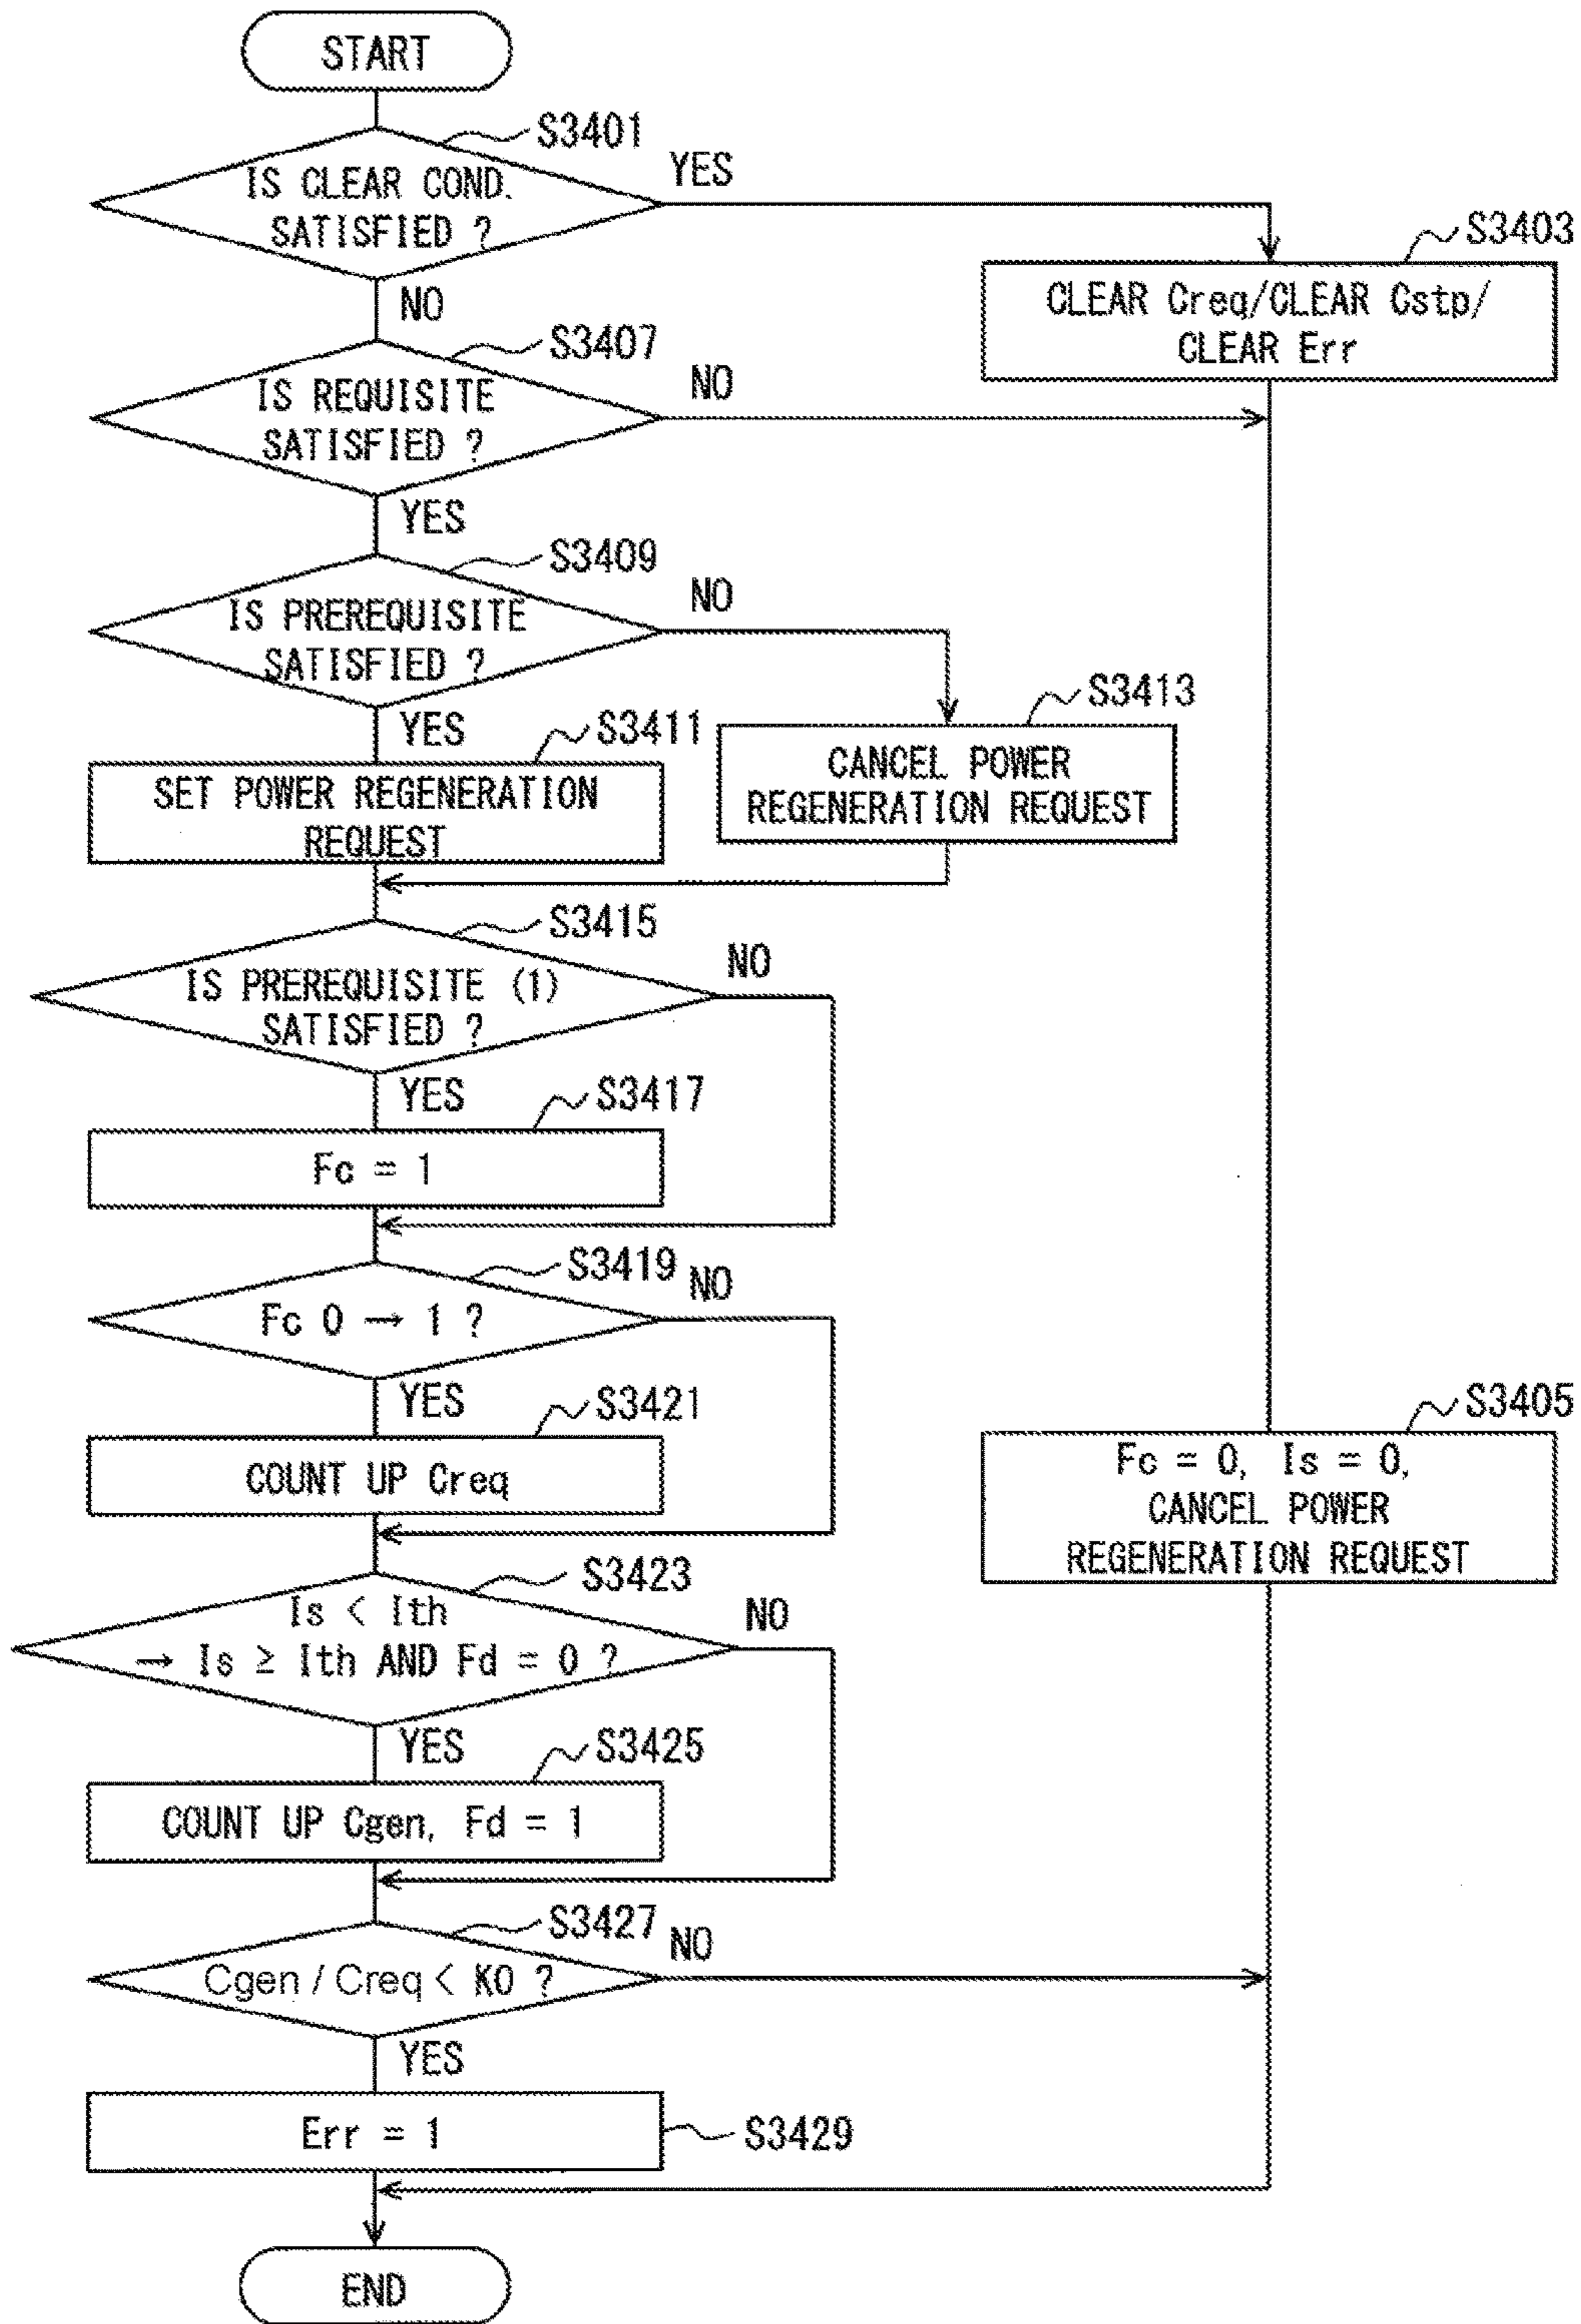 START
S3401
IS CLEAR COND.
SATISFIED ?
YES
NO
S3403
CLEAR Creq/CLEAR Cstp/
CLEAR Err
S3407
IS REQUISITE
SATISFIED ?
NO
YES
S3409
IS PREREQUISITE
SATISFIED ?
NO
YES
S3411
SET POWER REGENERATION
REQUEST
S3413
CANCEL POWER
REGENERATION REQUEST
S3415
IS PREREQUISITE (1)
SATISFIED ?
NO
YES
S3417
Fc = 1
S3419
Fc 0 → 1 ?
NO
YES
S3421
COUNT UP Creq
S3405
Fc = 0, Is = 0,
CANCEL POWER
REGENERATION REQUEST
S3423
Is < Ith
→ Is ≥ Ith AND Fd = 0 ?
NO
YES
S3425
COUNT UP Cgen, Fd = 1
S3427
Cgen / Creq < K0 ?
NO
YES
Err = 1
S3429
END